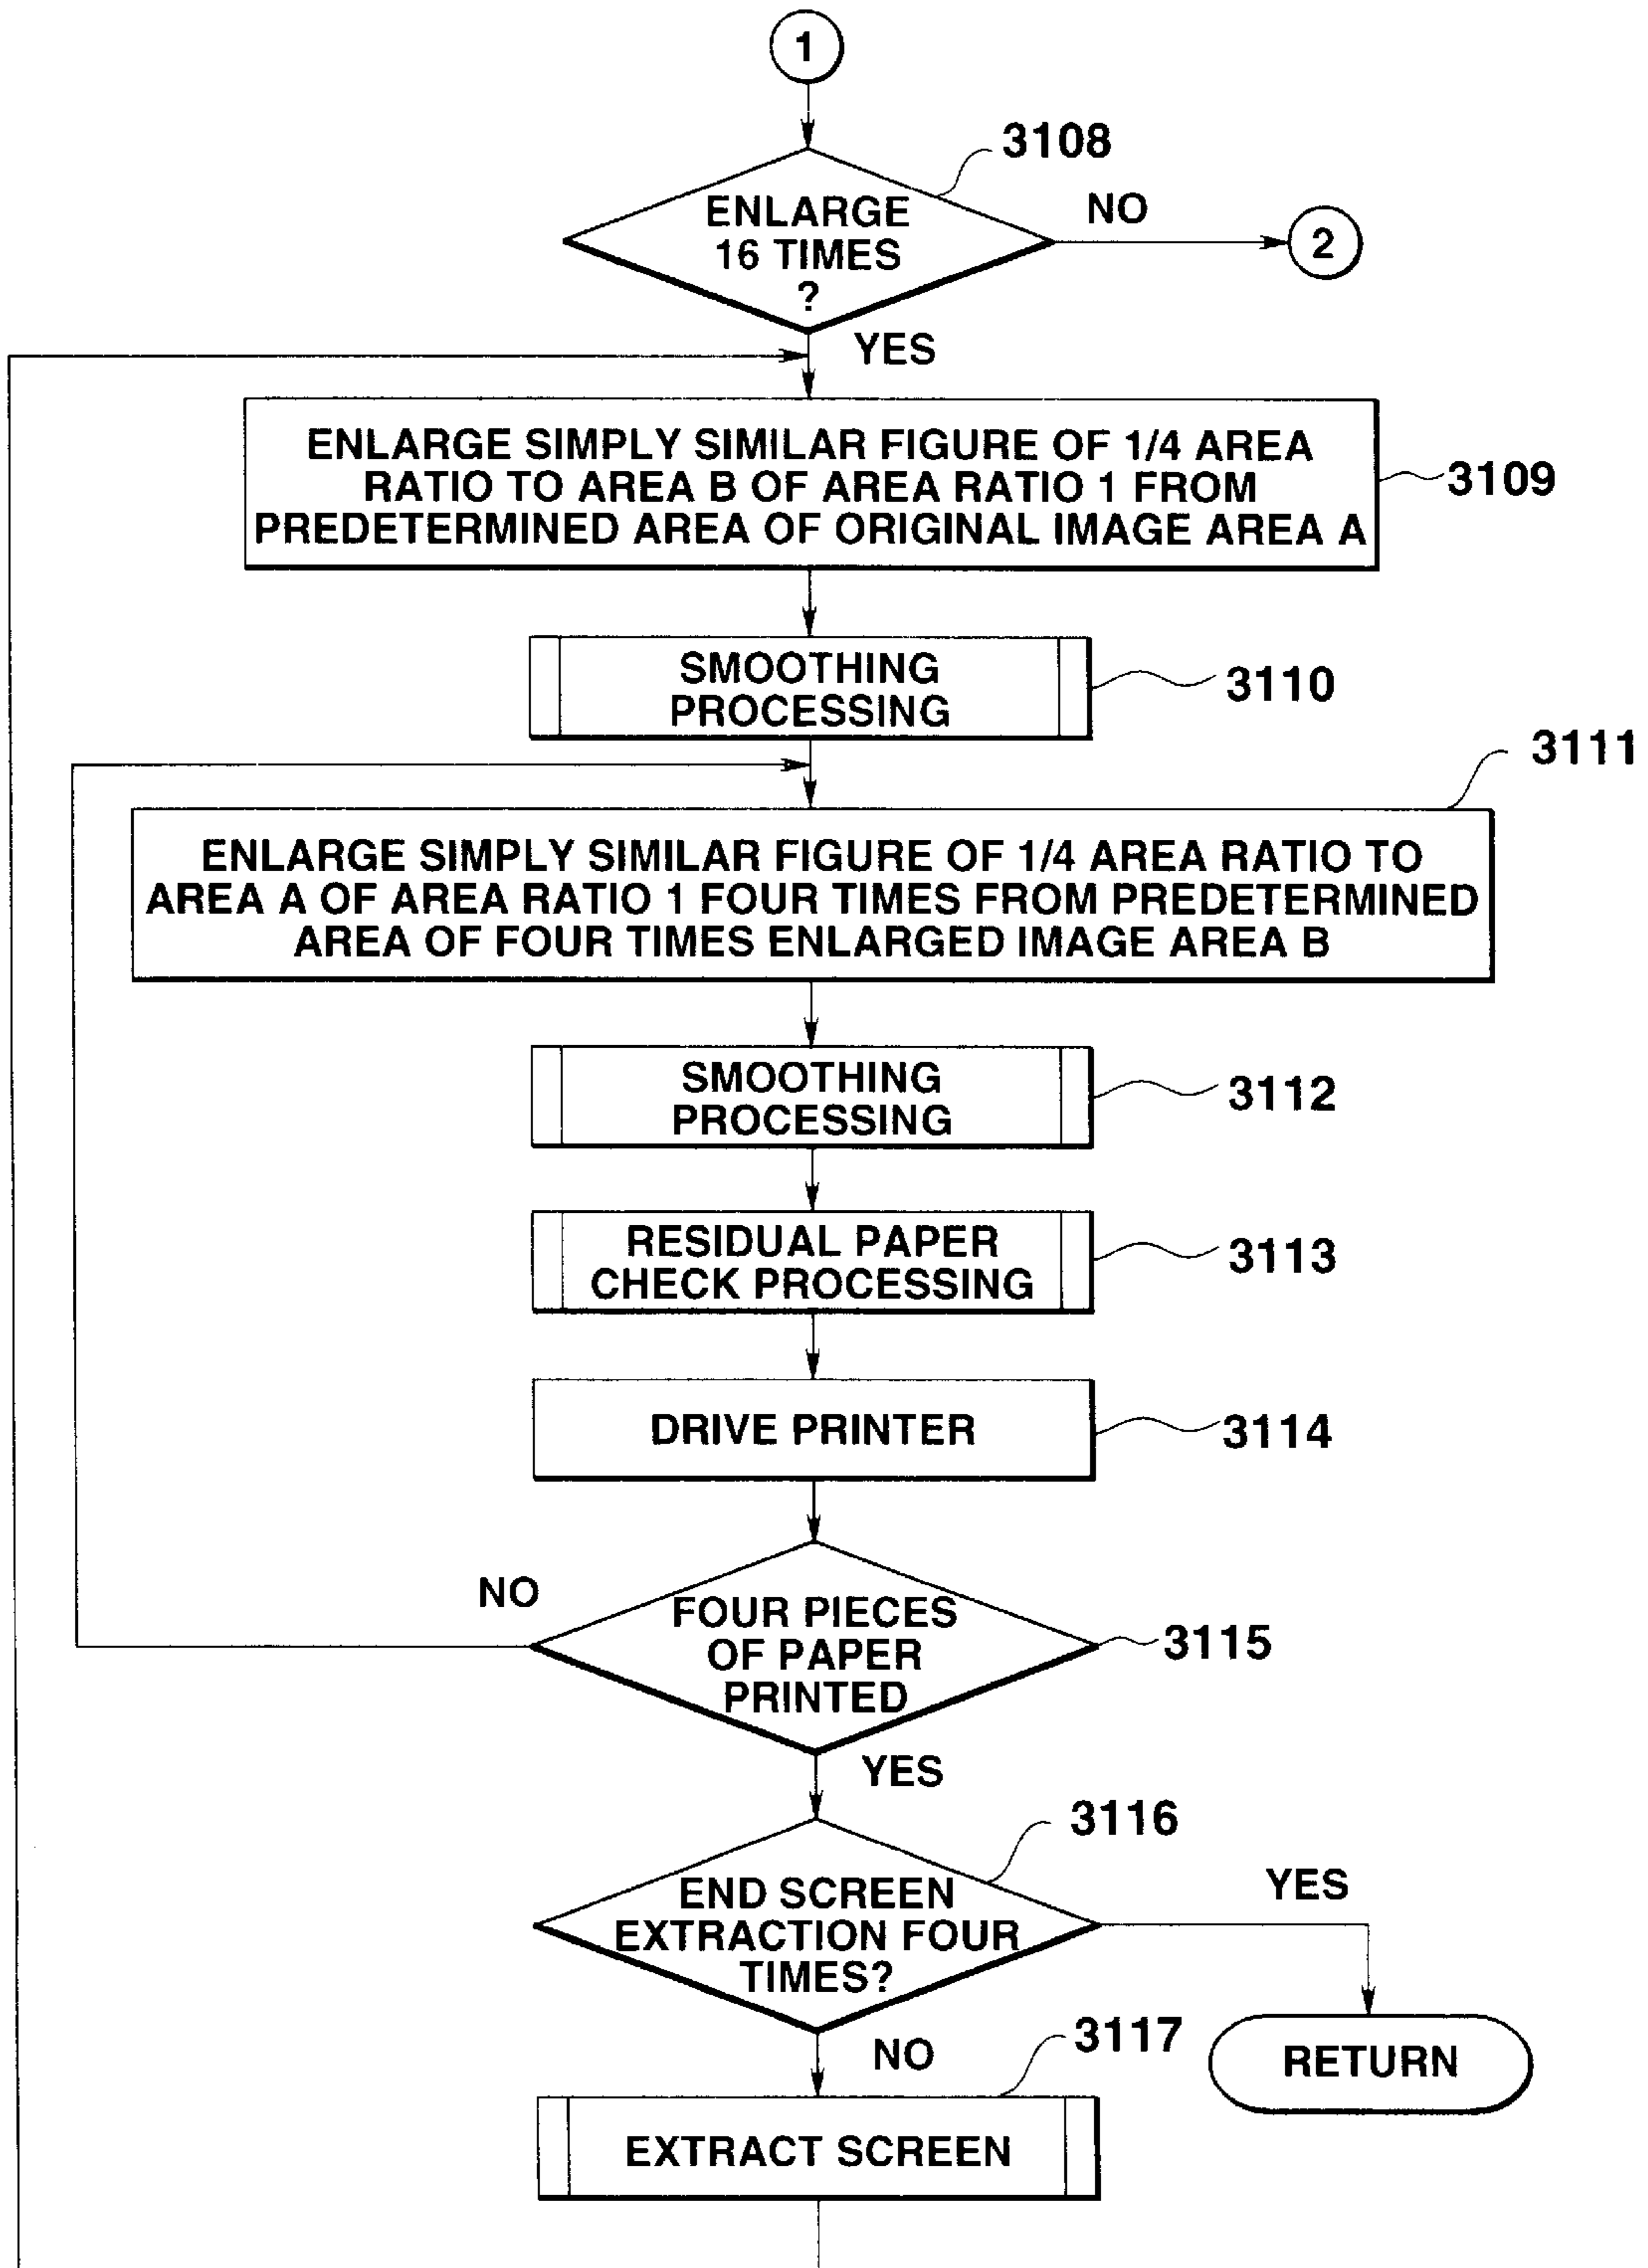 1
3108
ENLARGE
16 TIMES
?
NO
2
YES
ENLARGE SIMPLY SIMILAR FIGURE OF 1/4 AREA
RATIO TO AREA B OF AREA RATIO 1 FROM
PREDETERMINED AREA OF ORIGINAL IMAGE AREA A
3109
SMOOTHING
PROCESSING
3110
3111
ENLARGE SIMPLY SIMILAR FIGURE OF 1/4 AREA RATIO TO
AREA A OF AREA RATIO 1 FOUR TIMES FROM PREDETERMINED
AREA OF FOUR TIMES ENLARGED IMAGE AREA B
SMOOTHING
PROCESSING
3112
RESIDUAL PAPER
CHECK PROCESSING
3113
DRIVE PRINTER
3114
NO
FOUR PIECES
OF PAPER
PRINTED
3115
YES
3116
END SCREEN
EXTRACTION FOUR
TIMES?
YES
NO
3117
RETURN
EXTRACT SCREEN